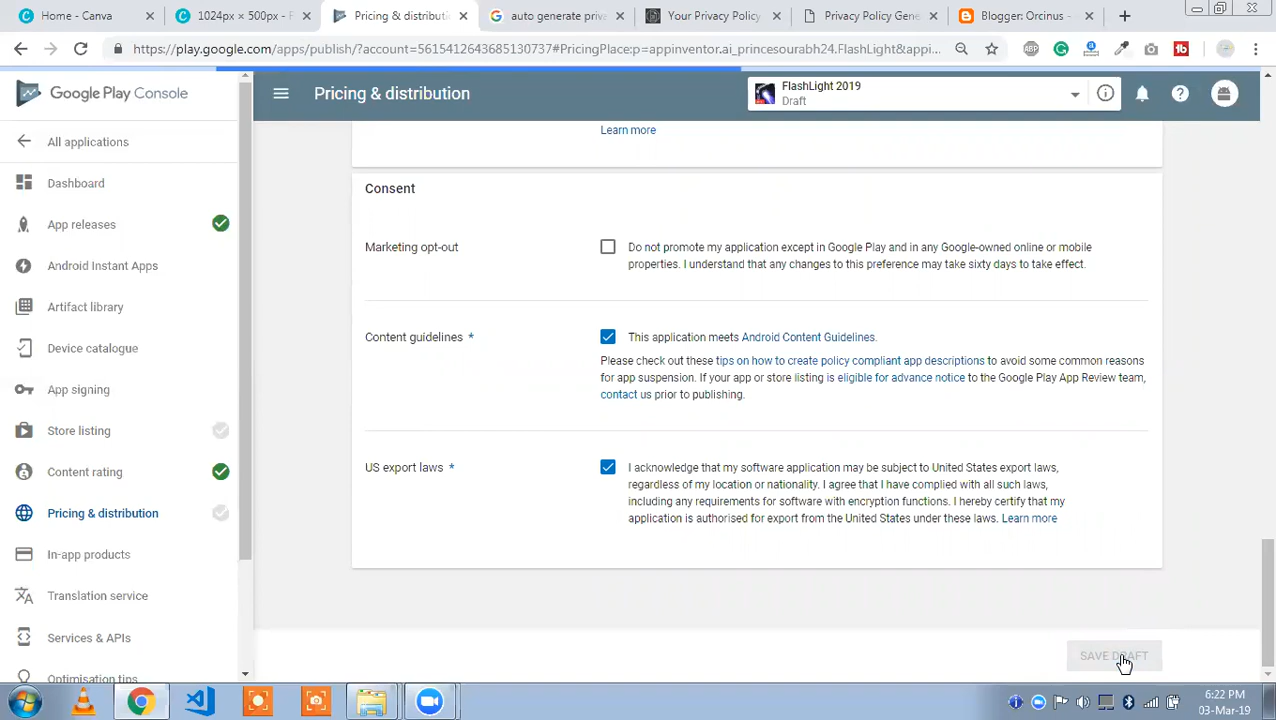 Home - Canva
1024px × 500px - F
Pricing & distributi
auto generate priva
Your Privacy Policy
Privacy Policy Gene
Blogger: Orcinus
https://play.google.com/apps/publish/?account=5615412643685130737#PricingPlace:p=appinventor.ai_princesourabh24.FlashLight&appi...
Google Play Console
Pricing & distribution
FlashLight 2019
Draft
All applications
Dashboard
App releases
Android Instant Apps
Artifact library
Device catalogue
App signing
Store listing
Content rating
Pricing & distribution
In-app products
Translation service
Services & APIs
Optimisation tips
Learn more
Consent
Marketing opt-out
Do not promote my application except in Google Play and in any Google-owned online or mobile
properties. I understand that any changes to this preference may take sixty days to take effect.
Content guidelines *
This application meets Android Content Guidelines.
Please check out these tips on how to create policy compliant app descriptions to avoid some common reasons
for app suspension. If your app or store listing is eligible for advance notice to the Google Play App Review team,
contact us prior to publishing.
US export laws *
I acknowledge that my software application may be subject to United States export laws,
regardless of my location or nationality. I agree that I have complied with all such laws,
including any requirements for software with encryption functions. I hereby certify that my
application is authorised for export from the United States under these laws. Learn more
SAVE DRAFT
6:22 PM
03-Mar-19